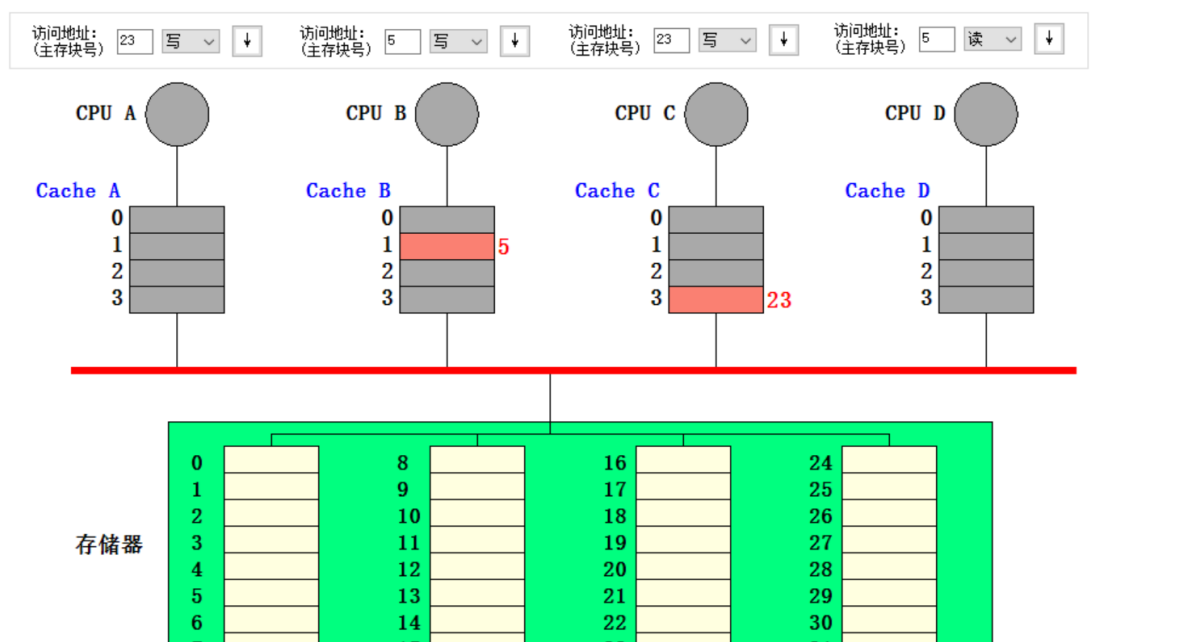 访问地址： 23 写 ↓ 访问地址： 5 写 ↓ 访问地址： 23 写 ↓ 访问地址： 5 读 ↓
(主存块号) (主存块号) (主存块号) (主存块号)
CPU A CPU B CPU C CPU D
Cache A Cache B Cache C Cache D
0 0 0 0
1 1 5 1 1
2 2 2 2
3 3 3 23 3
0 8 16 24
1 9 17 25
2 10 18 26
存储器 3 11 19 27
4 12 20 28
5 13 21 29
6 14 22 30